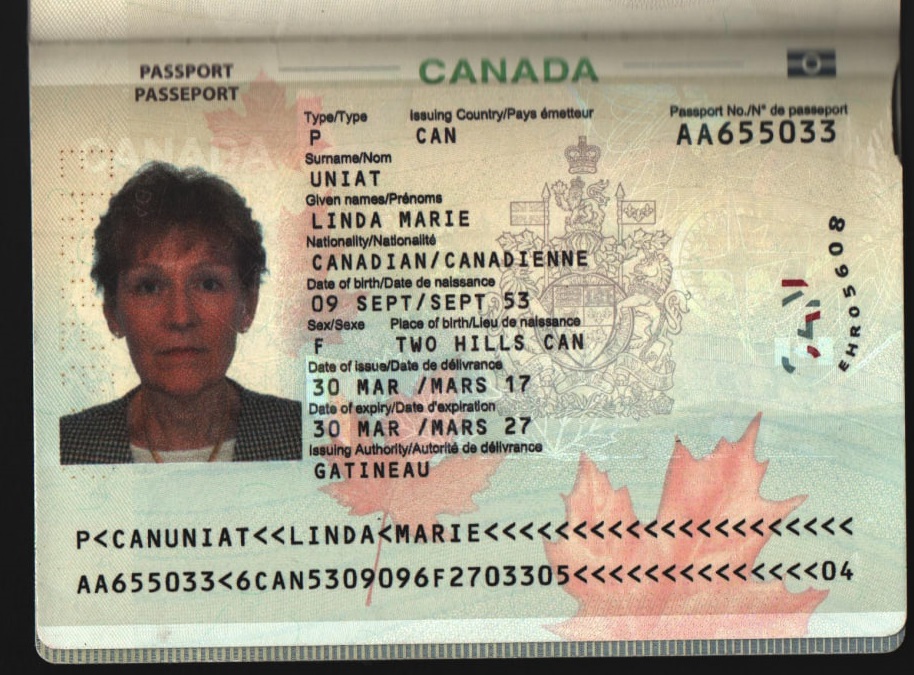 PASSPORT
PASSEPORT
CANADA
Type/Type Issuing Country/Pays émetteur Passport No./N° de passeport
P CAN AA655033
Surname/Nom
UNIAT
Given names/Prénoms
LINDA MARIE
Nationality/Nationalité
CANADIAN/CANADIENNE
Date of birth/Date de naissance
09 SEPT/SEPT 53
Sex/Sexe Place of birth/Lieu de naissance
F TWO HILLS CAN
Date of issue/Date de délivrance
30 MAR /MARS 17
Date of expiry/Date d'expiration
30 MAR /MARS 27
Issuing Authority/Autorité de délivrance
GATINEAU
CANADA
CAN
EHR05608
P<CANUNIAT<<LINDA<MARIE<<<<<<<<<<<<<<<<<<<<<
AA655033<6CAN5309096F2703305<<<<<<<<<<<<<<04